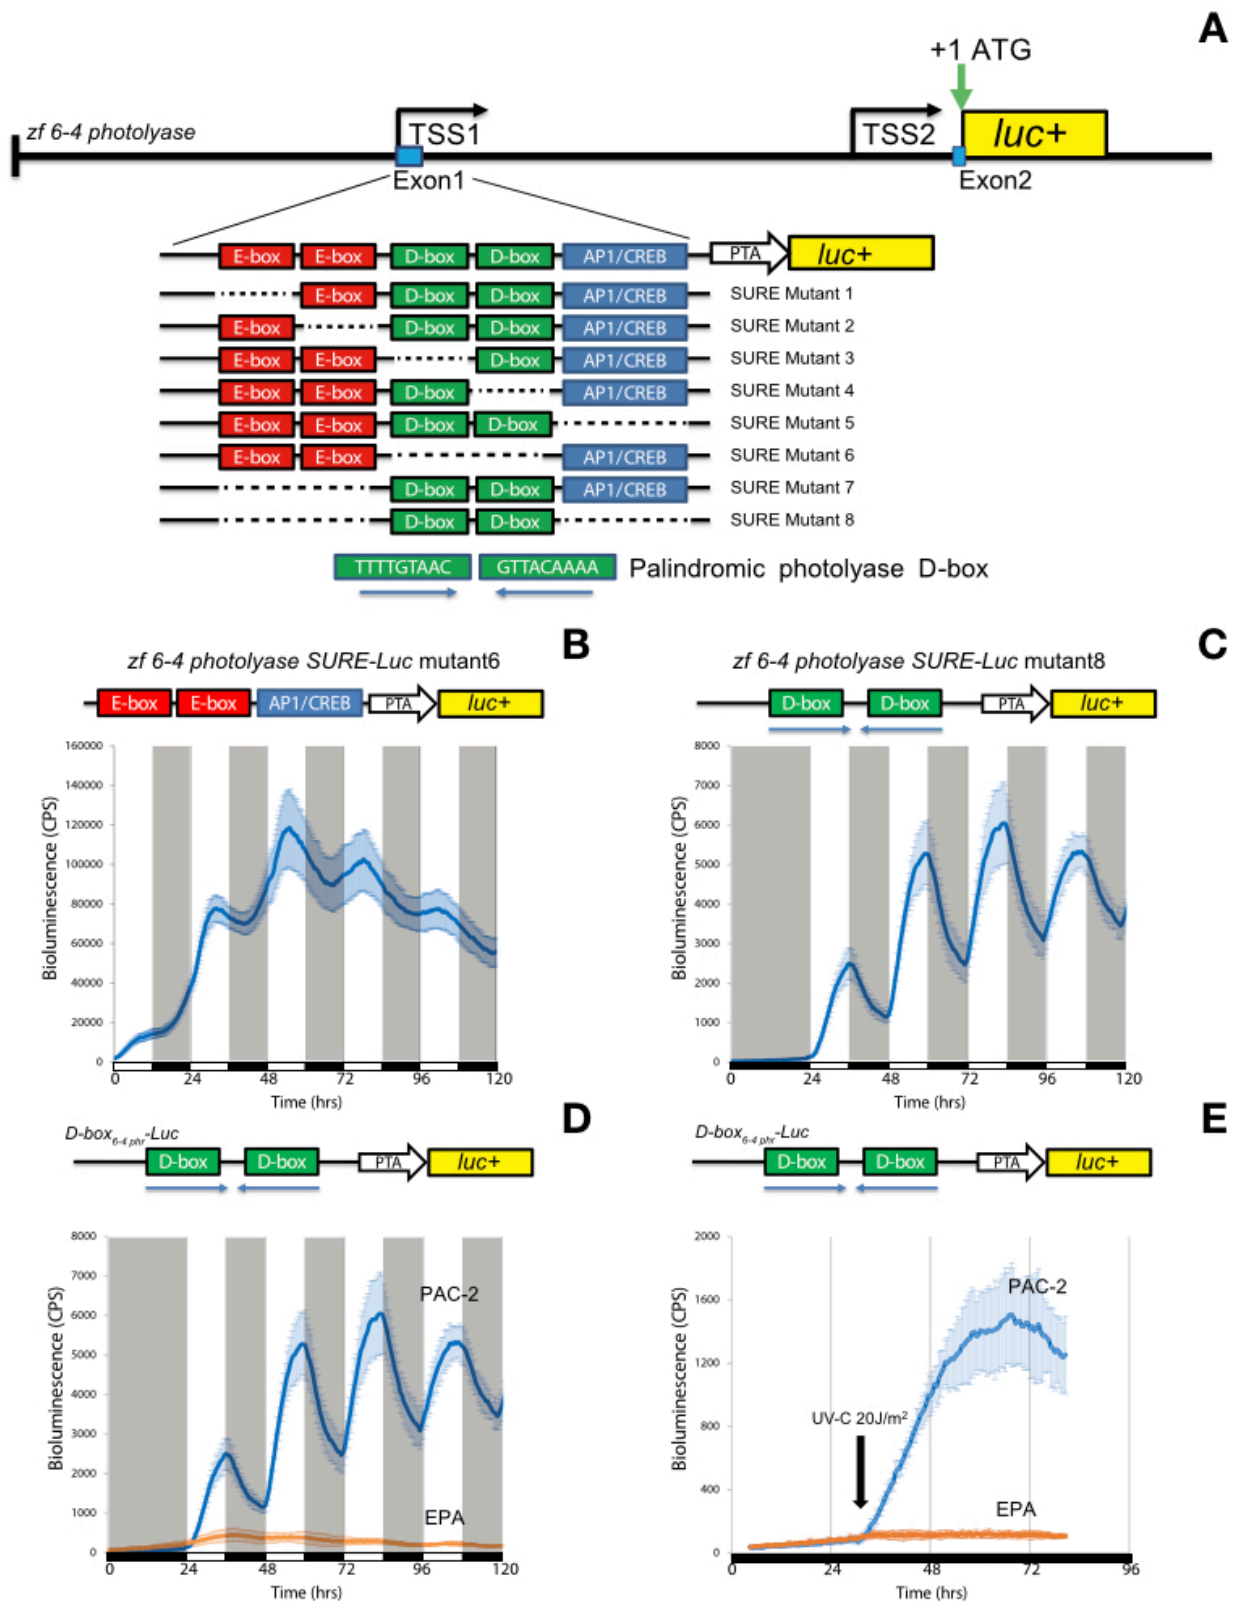 A
+1 ATG
zf 6-4 photolyase
TSS1
TSS2
luc+
Exon1
Exon2
E-box E-box D-box D-box AP1/CREB PTA luc+
E-box D-box D-box AP1/CREB SURE Mutant 1
E-box D-box D-box AP1/CREB SURE Mutant 2
E-box E-box D-box AP1/CREB SURE Mutant 3
E-box E-box D-box AP1/CREB SURE Mutant 4
E-box E-box D-box D-box SURE Mutant 5
E-box E-box AP1/CREB SURE Mutant 6
D-box D-box AP1/CREB SURE Mutant 7
D-box D-box SURE Mutant 8
TTTTGTAAC GTTACAAAA Palindromic photolyase D-box
B
zf 6-4 photolyase SURE-Luc mutant6
E-box E-box AP1/CREB PTA luc+
Bioluminescence (CPS)
160000
140000
120000
100000
80000
60000
40000
20000
0
0 24 48 72 96 120
Time (hrs)
C
zf 6-4 photolyase SURE-Luc mutant8
D-box D-box PTA luc+
Bioluminescence (CPS)
8000
7000
6000
5000
4000
3000
2000
1000
0
0 24 48 72 96 120
Time (hrs)
D
D-box6-4 phr-Luc
D-box D-box PTA luc+
Bioluminescence (CPS)
8000
7000
6000
5000
4000
3000
2000
1000
0
PAC-2
EPA
0 24 48 72 96 120
Time (hrs)
E
D-box6-4 phr-Luc
D-box D-box PTA luc+
Bioluminescence (CPS)
2000
1600
1200
800
400
0
PAC-2
UV-C 20J/m²
EPA
0 24 48 72 96
Time (hrs)